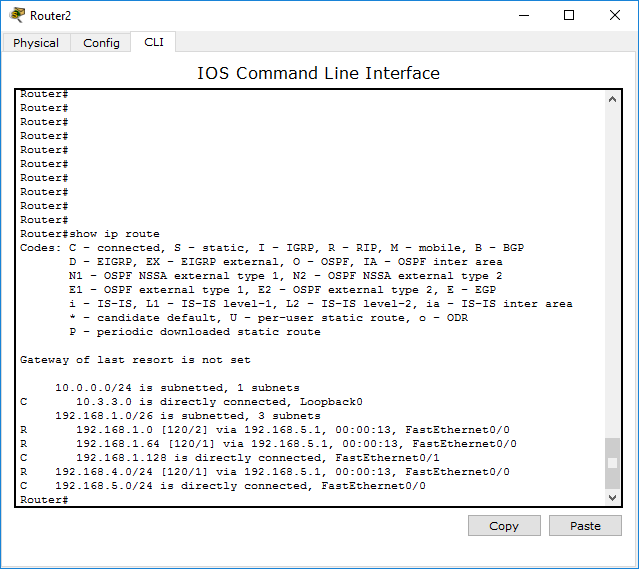 Router2
Physical Config CLI
IOS Command Line Interface
Router#
Router#
Router#
Router#
Router#
Router#
Router#
Router#
Router#
Router#
Router#show ip route
Codes: C - connected, S - static, I - IGRP, R - RIP, M - mobile, B - BGP
       D - EIGRP, EX - EIGRP external, O - OSPF, IA - OSPF inter area
       N1 - OSPF NSSA external type 1, N2 - OSPF NSSA external type 2
       E1 - OSPF external type 1, E2 - OSPF external type 2, E - EGP
       i - IS-IS, L1 - IS-IS level-1, L2 - IS-IS level-2, ia - IS-IS inter area
       * - candidate default, U - per-user static route, o - ODR
       P - periodic downloaded static route
Gateway of last resort is not set
     10.0.0.0/24 is subnetted, 1 subnets
C       10.3.3.0 is directly connected, Loopback0
     192.168.1.0/26 is subnetted, 3 subnets
R       192.168.1.0 [120/2] via 192.168.5.1, 00:00:13, FastEthernet0/0
R       192.168.1.64 [120/1] via 192.168.5.1, 00:00:13, FastEthernet0/0
C       192.168.1.128 is directly connected, FastEthernet0/1
R    192.168.4.0/24 [120/1] via 192.168.5.1, 00:00:13, FastEthernet0/0
C    192.168.5.0/24 is directly connected, FastEthernet0/0
Router#
Copy Paste